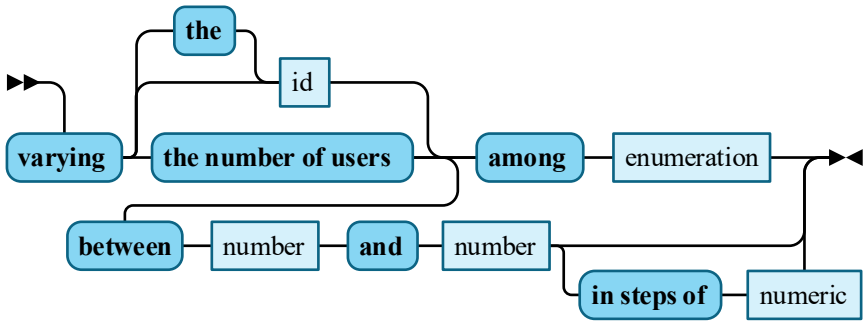 the
id
varying the number of users among enumeration
between number and number
in steps of numeric